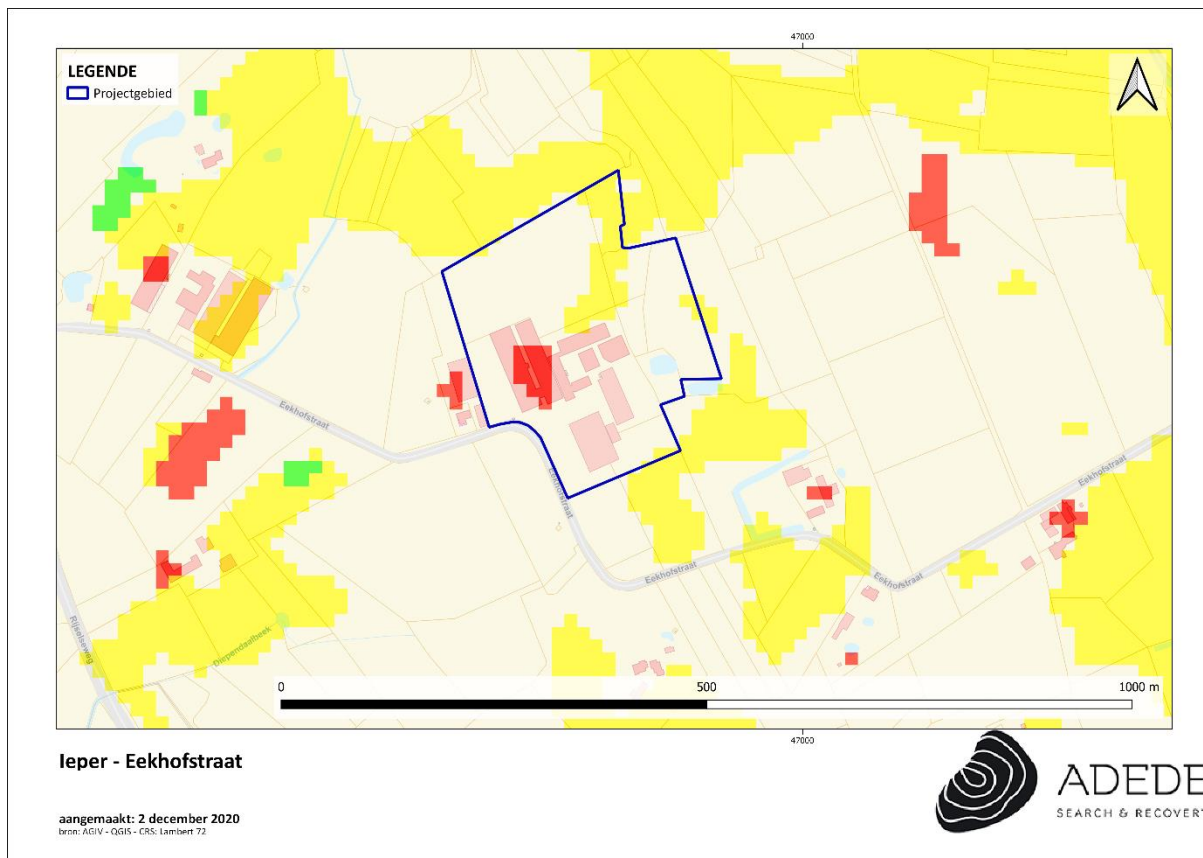 47000
LEGENDE
Projectgebied
Eekhofstraat
Eekhofstraat
Eekhofstraat
Eekhofstraat
Eekhofstraat
Rijselseweg
Diependaalbeek
0 500 1000 m
47000
Ieper - Eekhofstraat
aangemaakt: 2 december 2020
bron: AGIV - QGIS - CRS: Lambert 72
ADEDE
SEARCH & RECOVERY